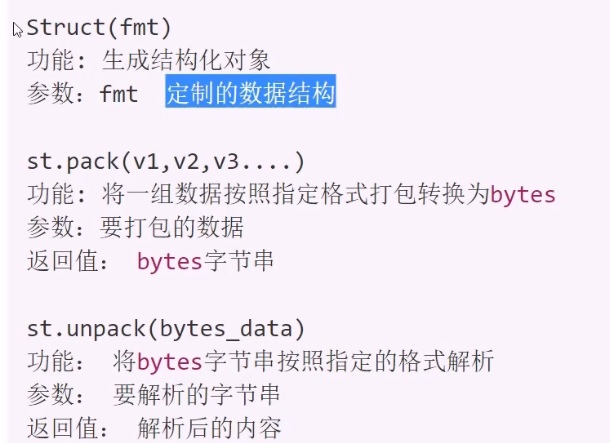 Struct(fmt)
功能: 生成结构化对象
参数：fmt  定制的数据结构
st.pack(v1,v2,v3....)
功能: 将一组数据按照指定格式打包转换为bytes
参数：要打包的数据
返回值： bytes字节串
st.unpack(bytes_data)
功能： 将bytes字节串按照指定的格式解析
参数： 要解析的字节串
返回值： 解析后的内容